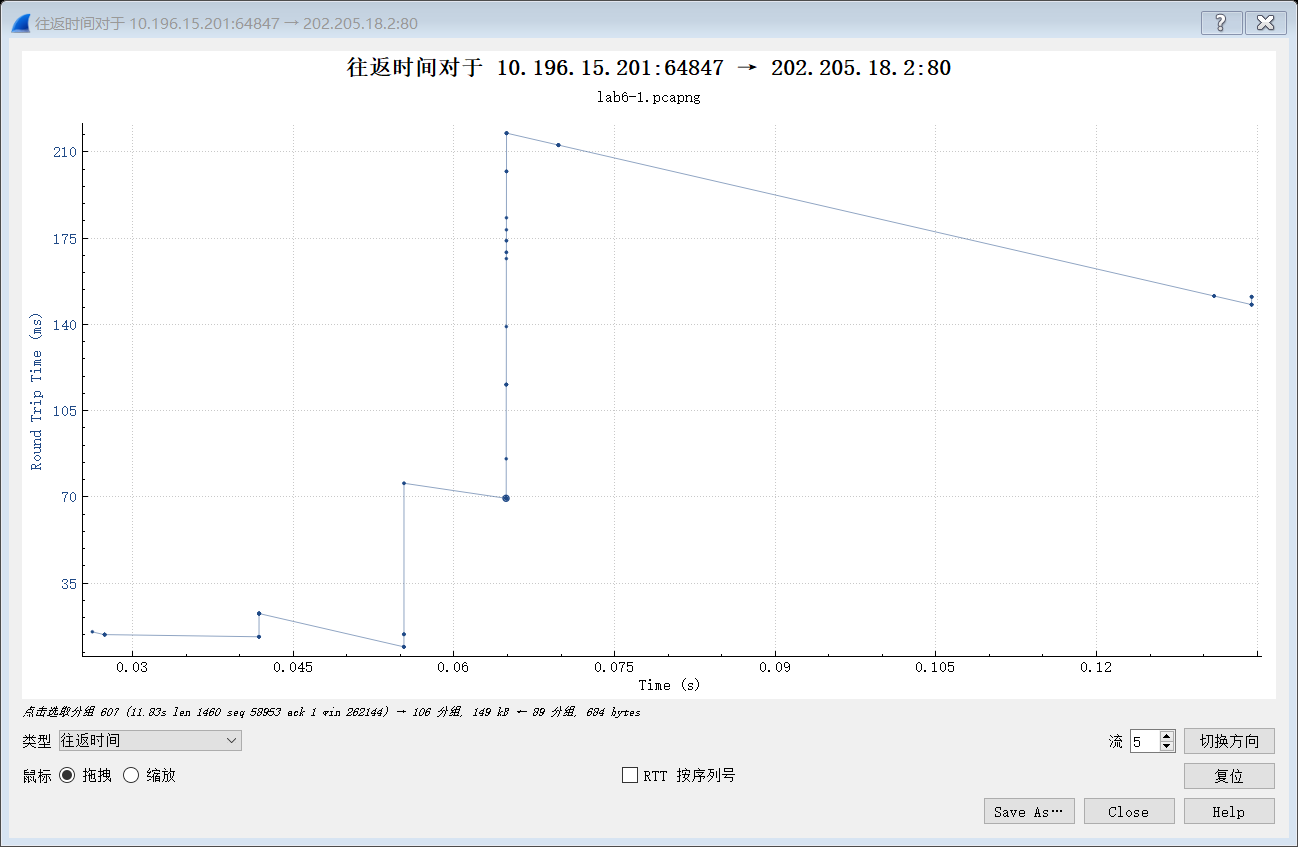 往返时间对于 10.196.15.201:64847 → 202.205.18.2:80
往返时间对于 10.196.15.201:64847 → 202.205.18.2:80
lab6-1.pcapng
210
175
140
105
70
35
Round Trip Time (ms)
0.03 0.045 0.06 0.075 0.09 0.105 0.12
Time (s)
点击选取分组 607 (11.83s len 1460 seq 58953 ack 1 win 262144) → 106 分组, 149 kB ← 89 分组, 684 bytes
类型 往返时间 流 5 切换方向
鼠标 拖拽 缩放 RTT 按序列号 复位
Save As… Close Help